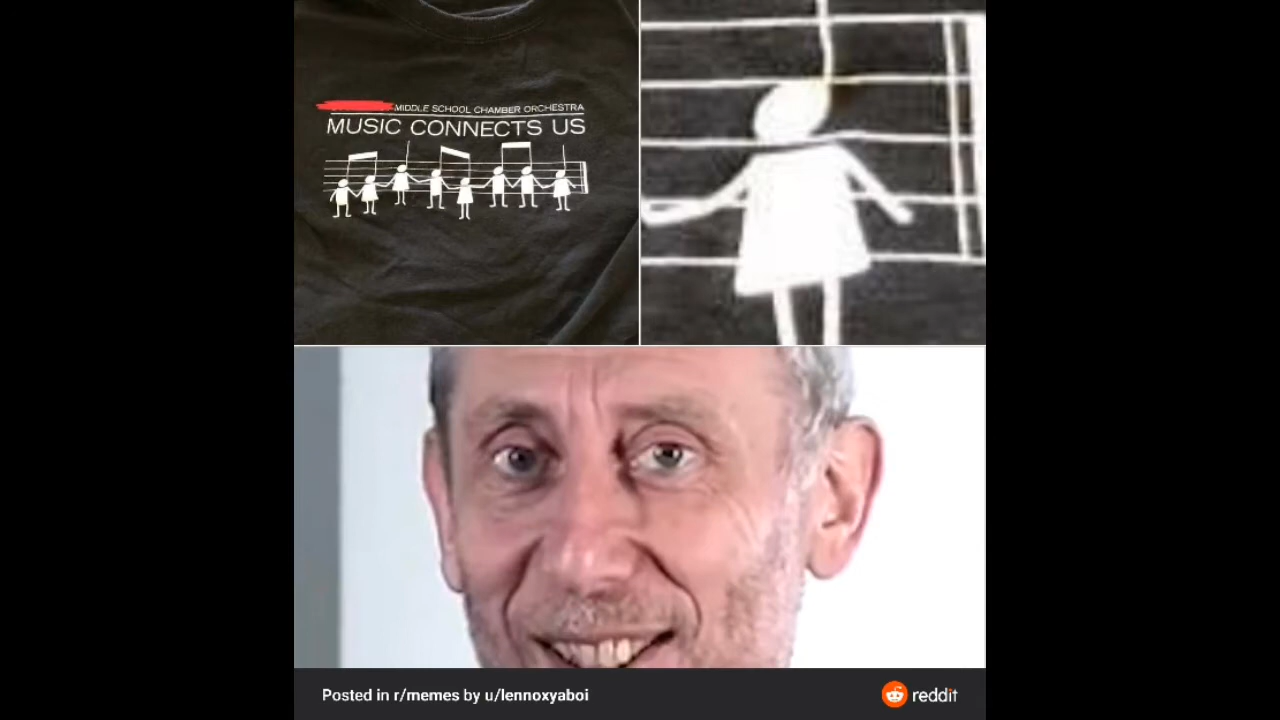 MIDDLE SCHOOL CHAMBER ORCHESTRA
MUSIC CONNECTS US
Posted in r/memes by u/lennoxyaboi
reddit